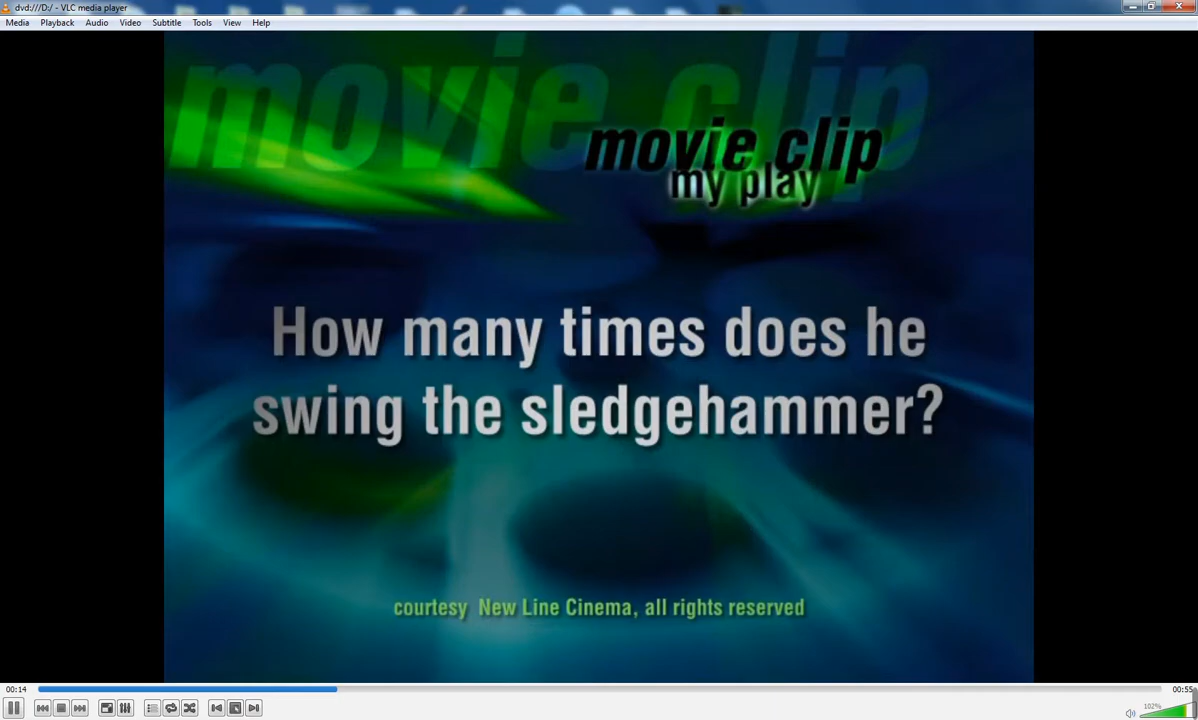 dvd:///D:/ - VLC media player
Media Playback Audio Video Subtitle Tools View Help
movie clip
movie clip
my play
How many times does he
swing the sledgehammer?
courtesy New Line Cinema, all rights reserved
00:14
00:55
102%